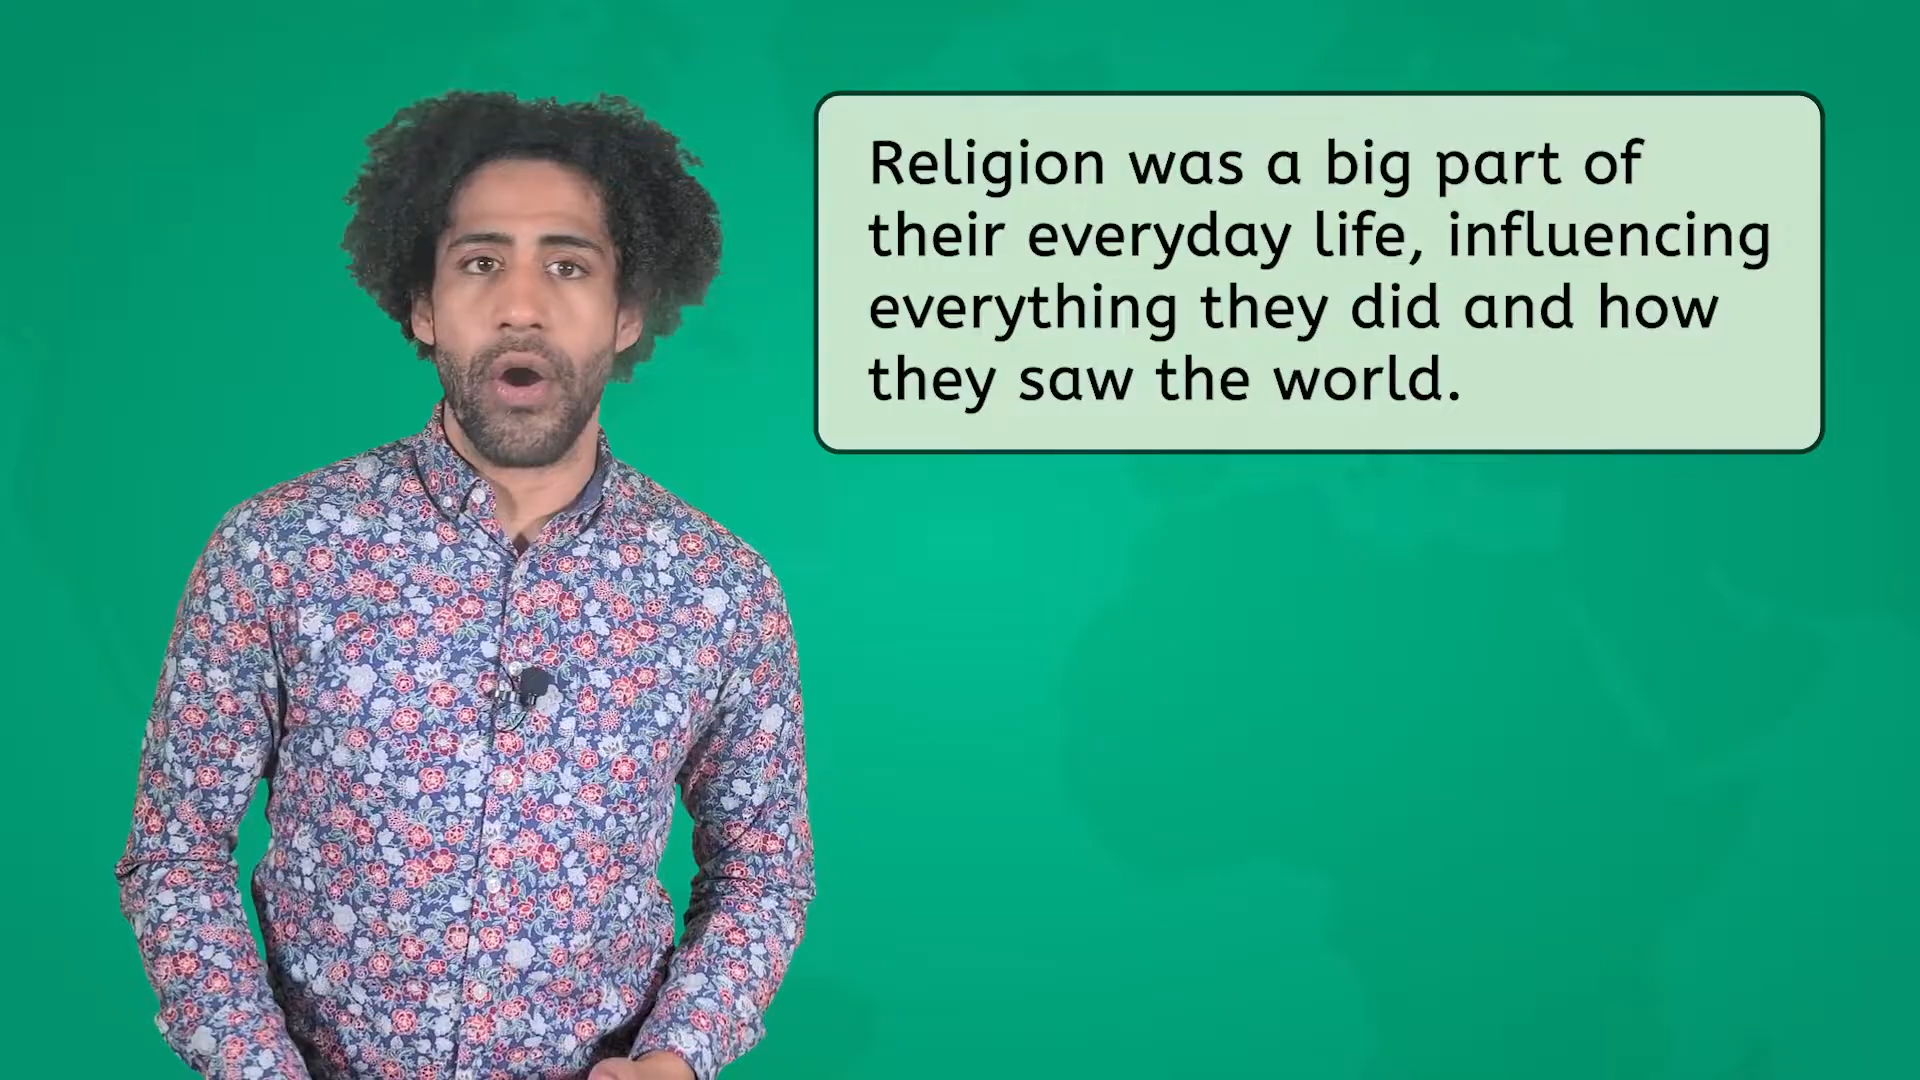 Religion was a big part of
their everyday life, influencing
everything they did and how
they saw the world.